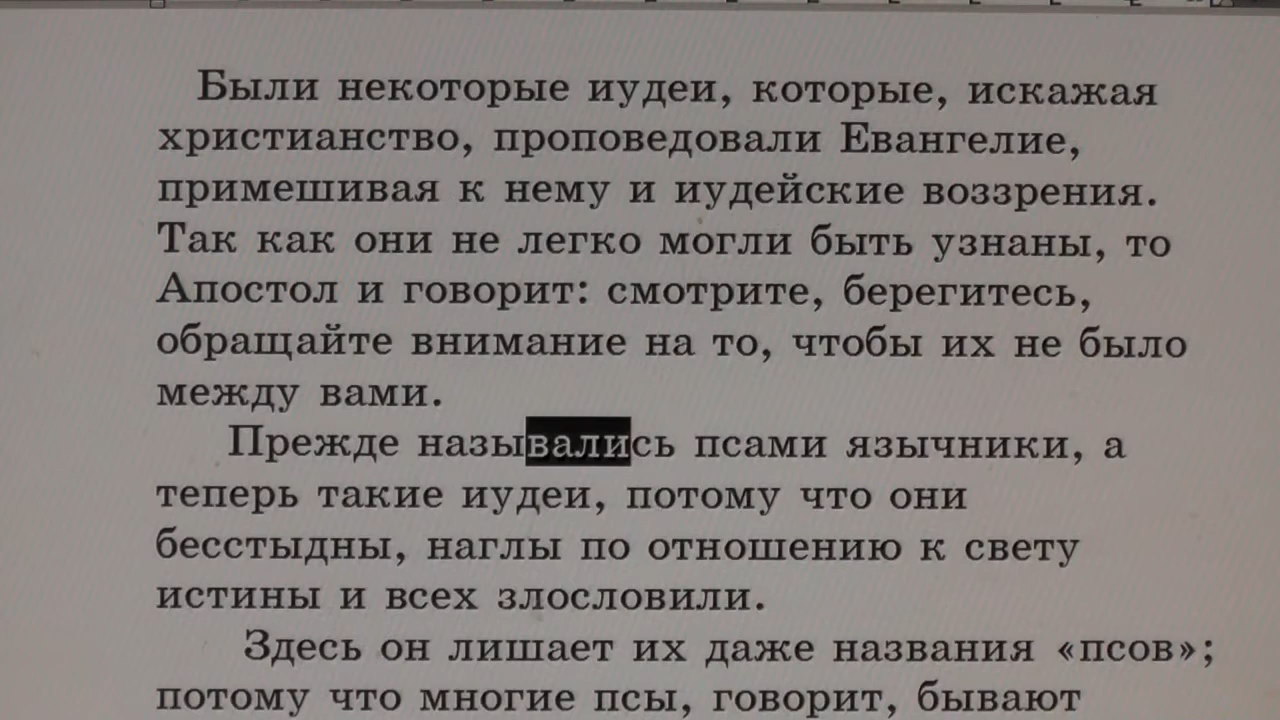 Были некоторые иудеи, которые, искажая
христианство, проповедовали Евангелие,
примешивая к нему и иудейские воззрения.
Так как они не легко могли быть узнаны, то
Апостол и говорит: смотрите, берегитесь,
обращайте внимание на то, чтобы их не было
между вами.
Прежде назывались псами язычники, а
теперь такие иудеи, потому что они
бесстыдны, наглы по отношению к свету
истины и всех злословили.
Здесь он лишает их даже названия «псов»;
потому что многие псы, говорит, бывают